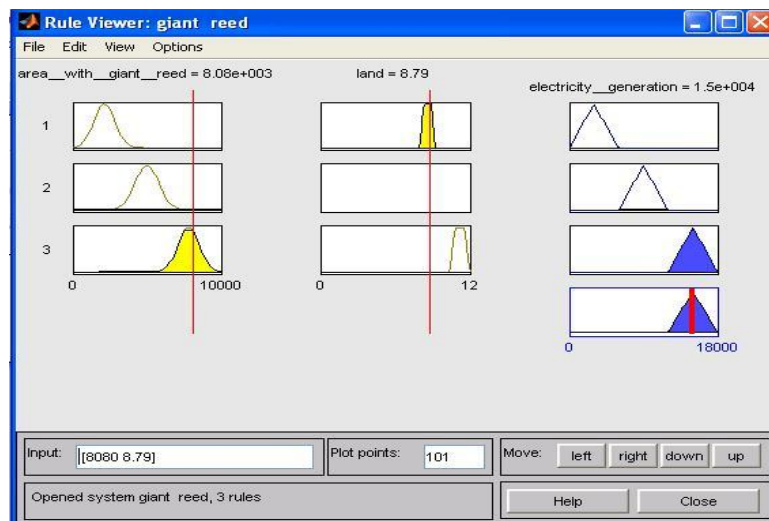 Rule Viewer: giant reed
File Edit View Options
area__with__giant__reed = 8.08e+003
land = 8.79
electricity__generation = 1.5e+004
1
2
3
0 10000
0 12
0 18000
Input: [8080 8.79] Plot points: 101 Move: left right down up
Opened system giant reed, 3 rules Help Close